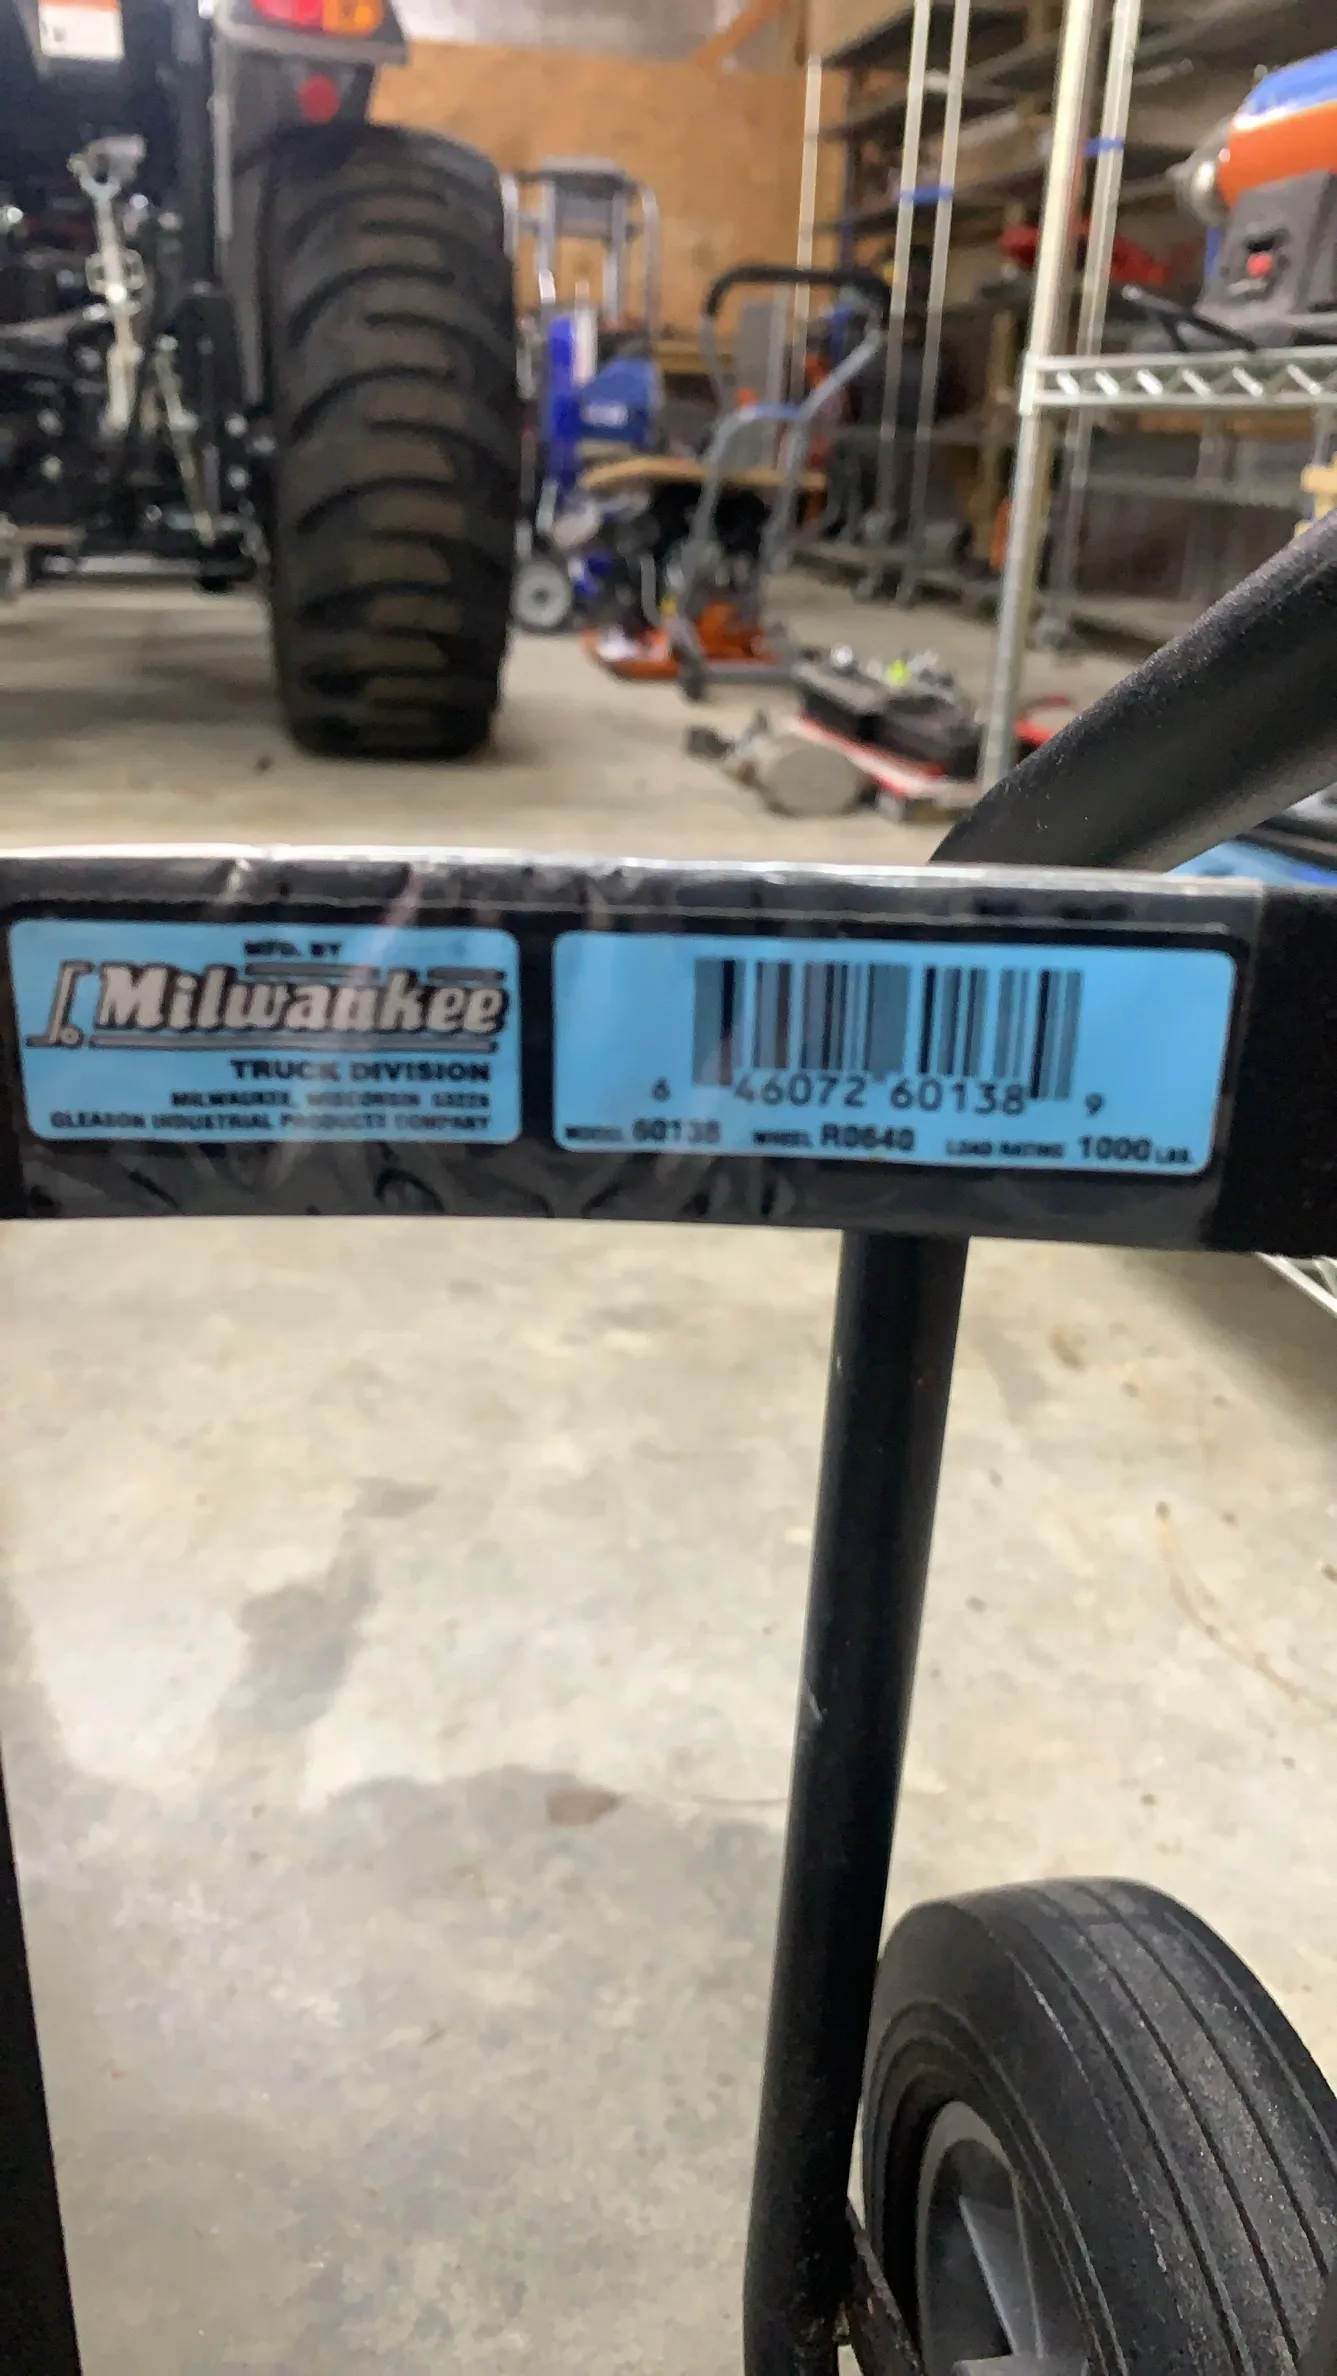 MFD. BY
Milwaukee
TRUCK DIVISION
MILWAUKEE, WISCONSIN
GLEASON INDUSTRIAL PRODUCTS COMPANY
6 46072 60138 9
MODEL 60138 WHEEL R0640 LOAD RATING 1000 LBS.